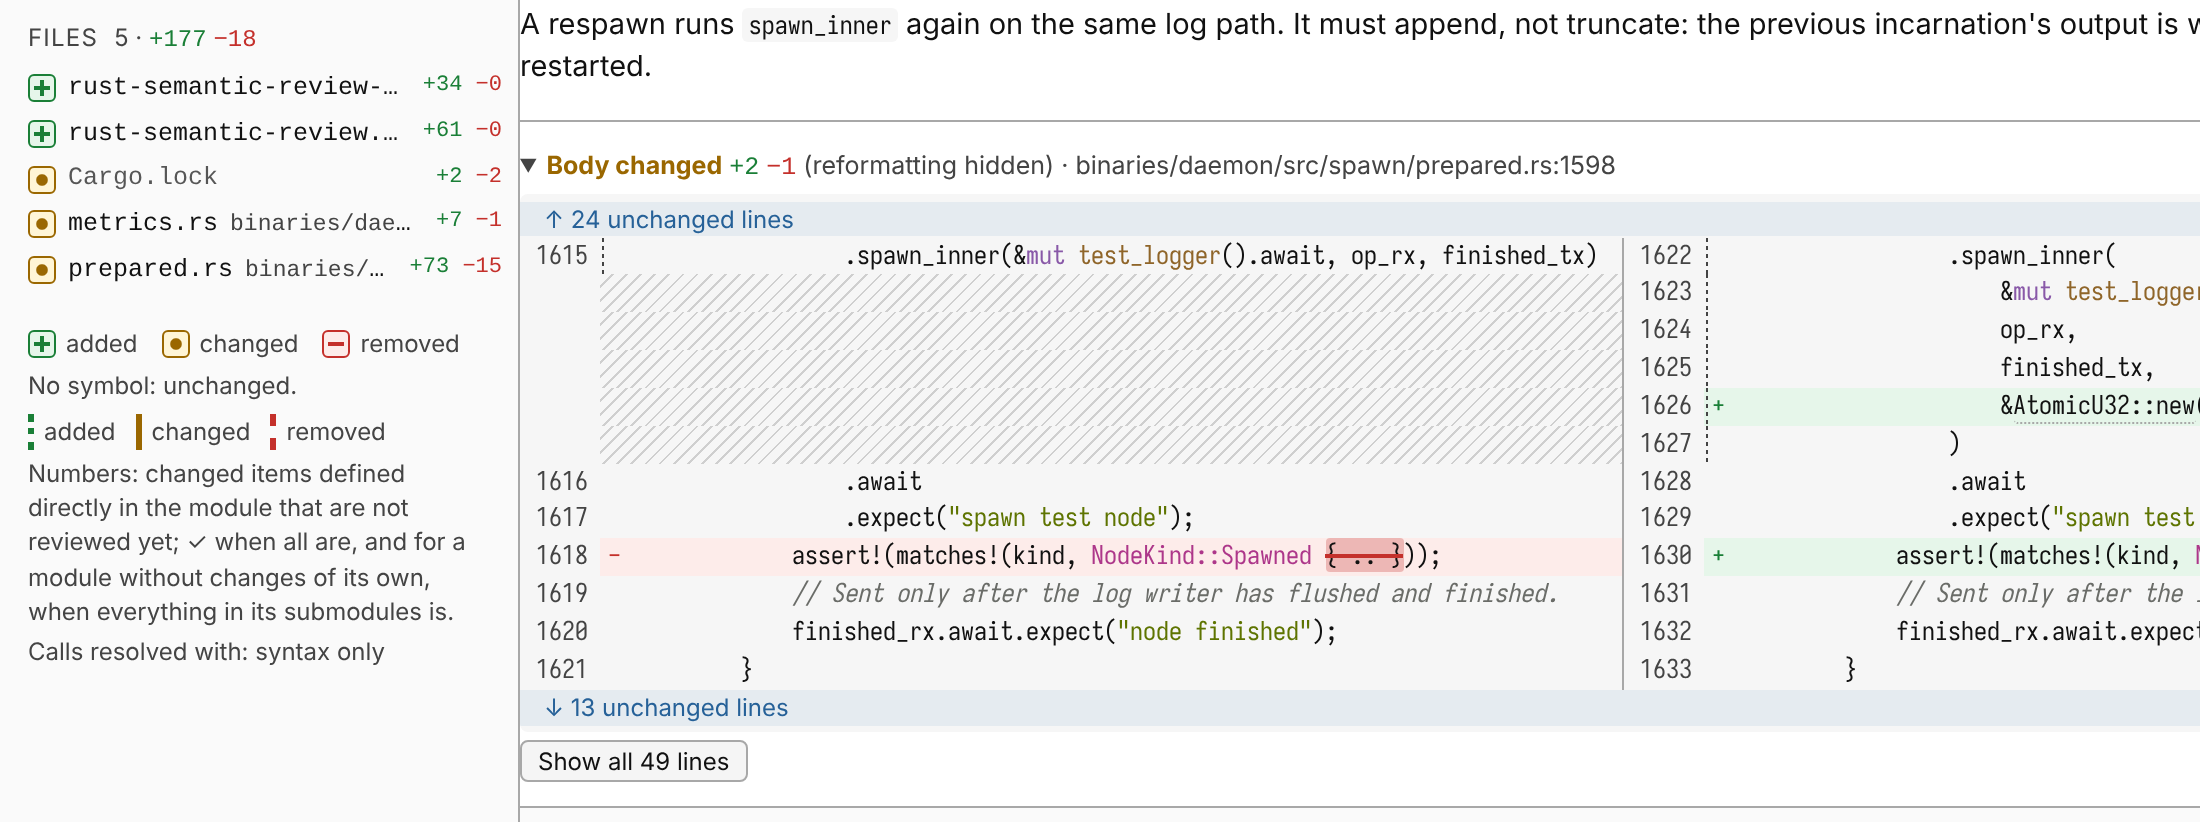 FILES 5 · +177 −18
rust-semantic-review-… +34 −0
rust-semantic-review.… +61 −0
Cargo.lock +2 −2
metrics.rs binaries/dae… +7 −1
prepared.rs binaries/… +73 −15
added changed removed
No symbol: unchanged.
added changed removed
Numbers: changed items defined
directly in the module that are not
reviewed yet; ✓ when all are, and for a
module without changes of its own,
when everything in its submodules is.
Calls resolved with: syntax only
A respawn runs spawn_inner again on the same log path. It must append, not truncate: the previous incarnation's output is
restarted.
▼ Body changed +2 −1 (reformatting hidden) · binaries/daemon/src/spawn/prepared.rs:1598
↑ 24 unchanged lines
1615 .spawn_inner(&mut test_logger().await, op_rx, finished_tx)
1616 .await
1617 .expect("spawn test node");
1618 − assert!(matches!(kind, NodeKind::Spawned { .. }));
1619 // Sent only after the log writer has flushed and finished.
1620 finished_rx.await.expect("node finished");
1621 }
1622 .spawn_inner(
1623 &mut test_logger
1624 op_rx,
1625 finished_tx,
1626 + &AtomicU32::new(
1627 )
1628 .await
1629 .expect("spawn test
1630 + assert!(matches!(kind,
1631 // Sent only after the
1632 finished_rx.await.expect
1633 }
↓ 13 unchanged lines
Show all 49 lines